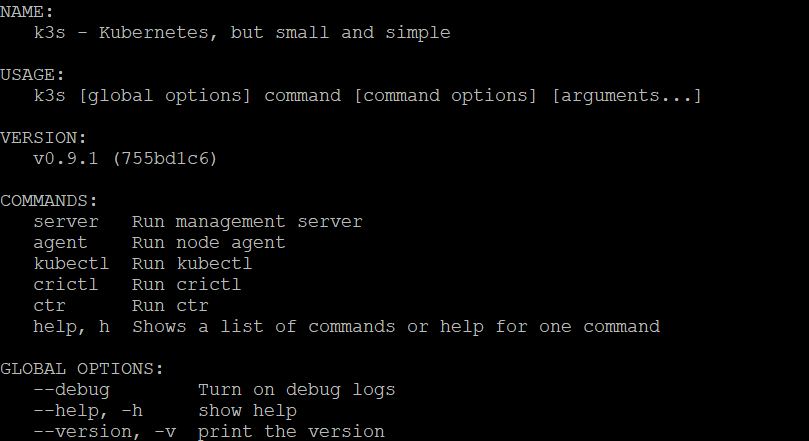 NAME:
   k3s - Kubernetes, but small and simple

USAGE:
   k3s [global options] command [command options] [arguments...]

VERSION:
   v0.9.1 (755bd1c6)

COMMANDS:
   server   Run management server
   agent    Run node agent
   kubectl  Run kubectl
   crictl   Run crictl
   ctr      Run ctr
   help, h  Shows a list of commands or help for one command

GLOBAL OPTIONS:
   --debug        Turn on debug logs
   --help, -h     show help
   --version, -v  print the version